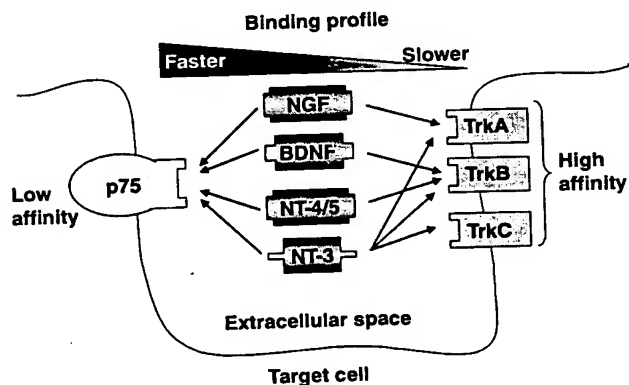 Binding profile
Faster
Slower
NGF
BDNF
NT-4/5
NT-3
p75
Low
affinity
TrkA
TrkB
TrkC
High
affinity
Extracellular space
Target cell